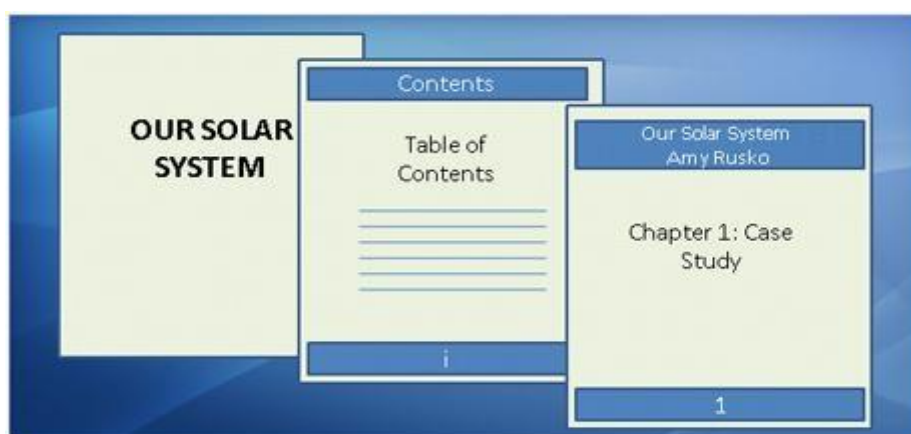 OUR SOLAR
SYSTEM
Contents
Table of
Contents
i
Our Solar System
Amy Rusko
Chapter 1: Case
Study
1